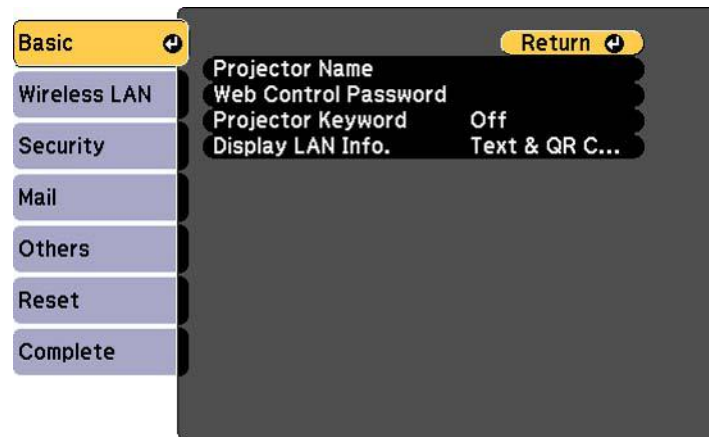 Basic
Wireless LAN
Security
Mail
Others
Reset
Complete
Return
Projector Name
Web Control Password
Projector Keyword Off
Display LAN Info. Text & QR C...